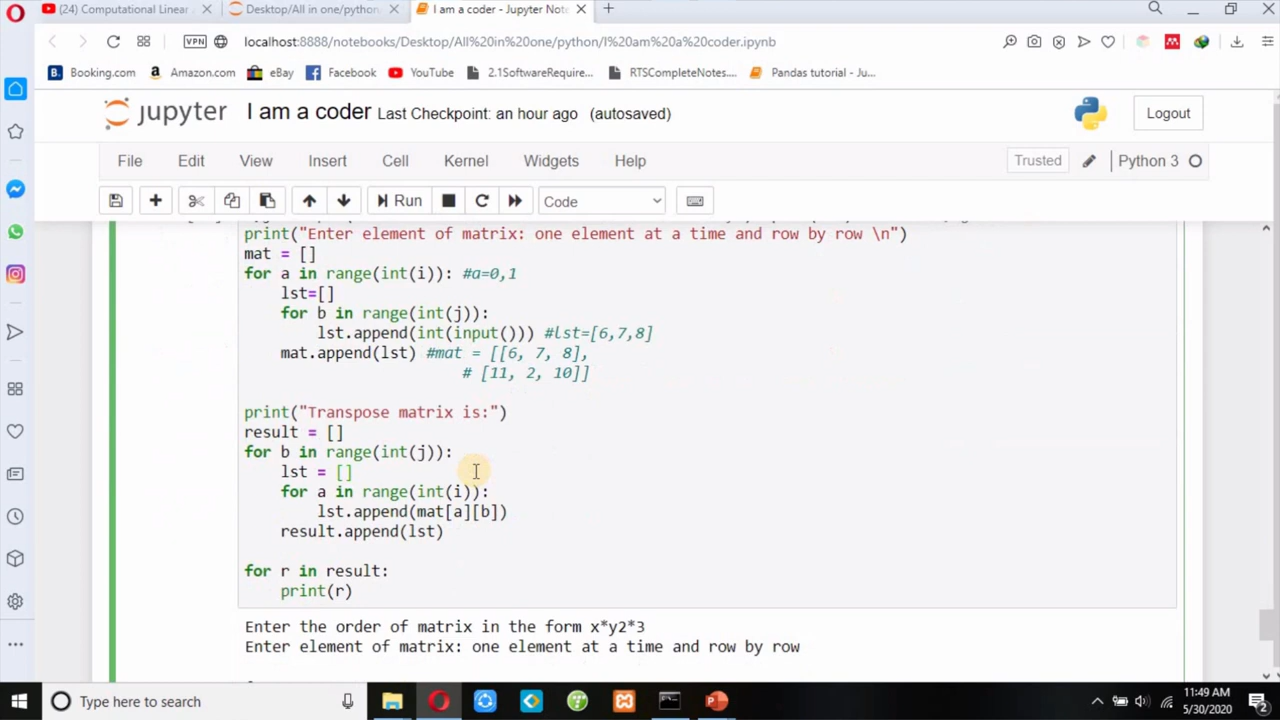 (24) Computational Linear
Desktop/All in one/python
I am a coder - Jupyter Note
VPN
localhost:8888/notebooks/Desktop/All%20in%20one/python/I%20am%20a%20coder.ipynb
Booking.com
Amazon.com
eBay
Facebook
YouTube
2.1SoftwareRequire...
RTSCompleteNotes....
Pandas tutorial - Ju...
jupyter I am a coder Last Checkpoint: an hour ago (autosaved)
Logout
File Edit View Insert Cell Kernel Widgets Help
Trusted
Python 3
Run
Code
print("Enter element of matrix: one element at a time and row by row \n")
mat = []
for a in range(int(i)): #a=0,1
lst=[]
for b in range(int(j)):
lst.append(int(input())) #lst=[6,7,8]
mat.append(lst) #mat = [[6, 7, 8],
# [11, 2, 10]]
print("Transpose matrix is:")
result = []
for b in range(int(j)):
lst = []
for a in range(int(i)):
lst.append(mat[a][b])
result.append(lst)
for r in result:
print(r)
Enter the order of matrix in the form x*y2*3
Enter element of matrix: one element at a time and row by row
Type here to search
11:49 AM
5/30/2020
2